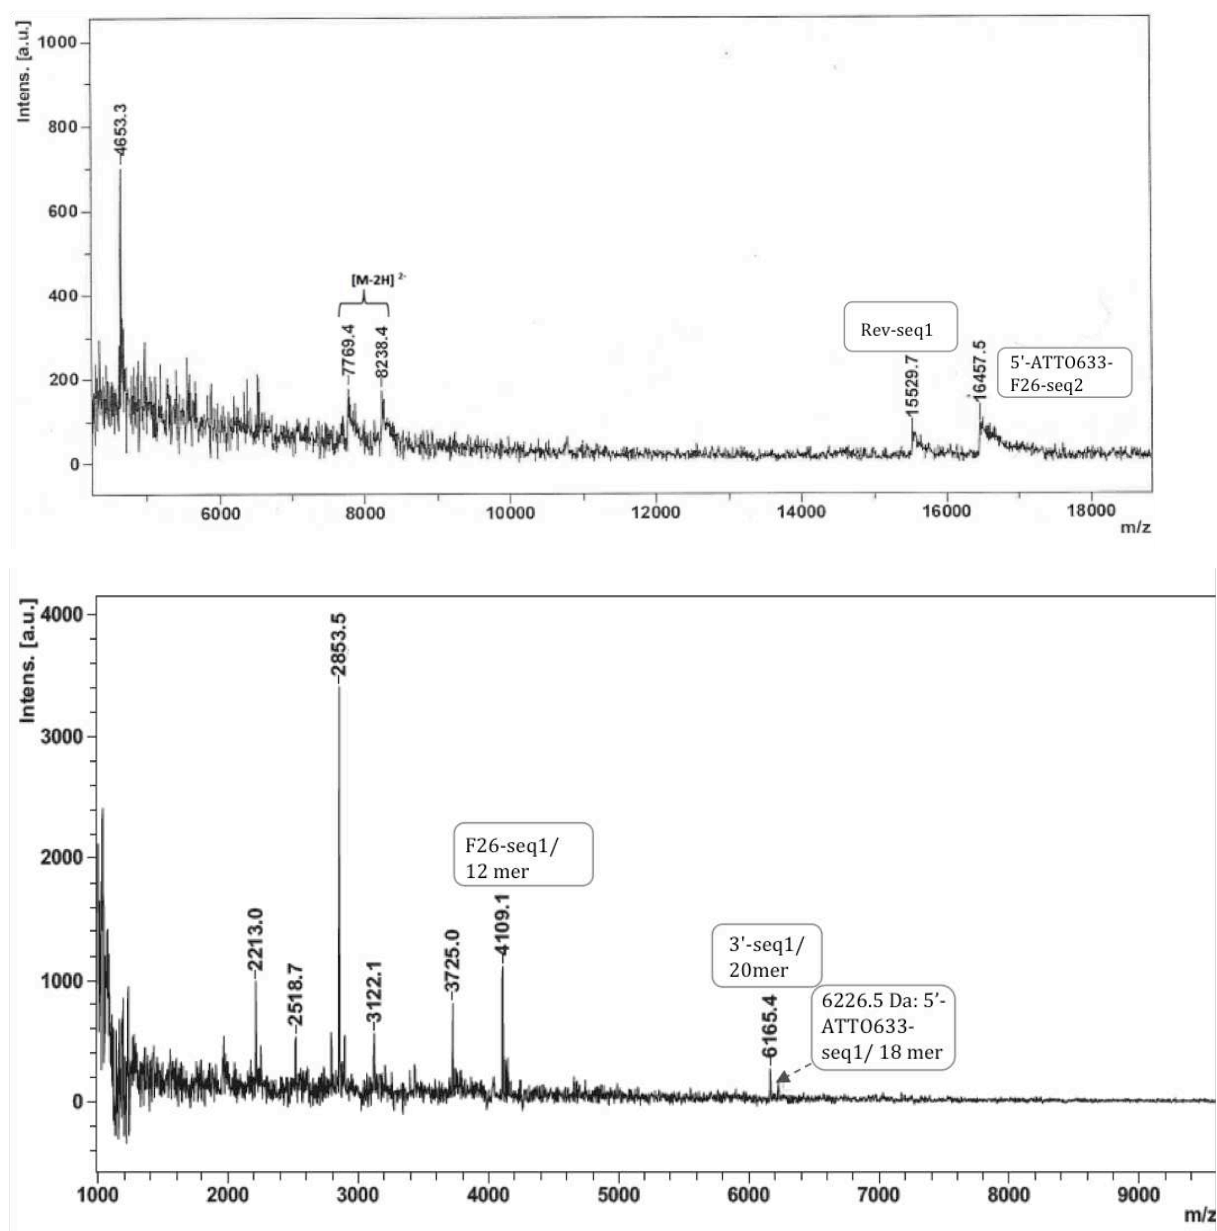 Intens. [a.u.]
1000
800
600
400
200
0
4653.3
[M-2H] 2-
7769.4
8238.4
Rev-seq1
15529.7
16457.5
5'-ATTO633-
F26-seq2
6000
8000
10000
12000
14000
16000
18000
m/z
Intens. [a.u.]
4000
3000
2000
1000
0
2213.0
2518.7
2853.5
3122.1
3725.0
F26-seq1/
12 mer
4109.1
3'-seq1/
20mer
6165.4
6226.5 Da: 5'-
ATTO633-
seq1/ 18 mer
1000
2000
3000
4000
5000
6000
7000
8000
9000
m/z